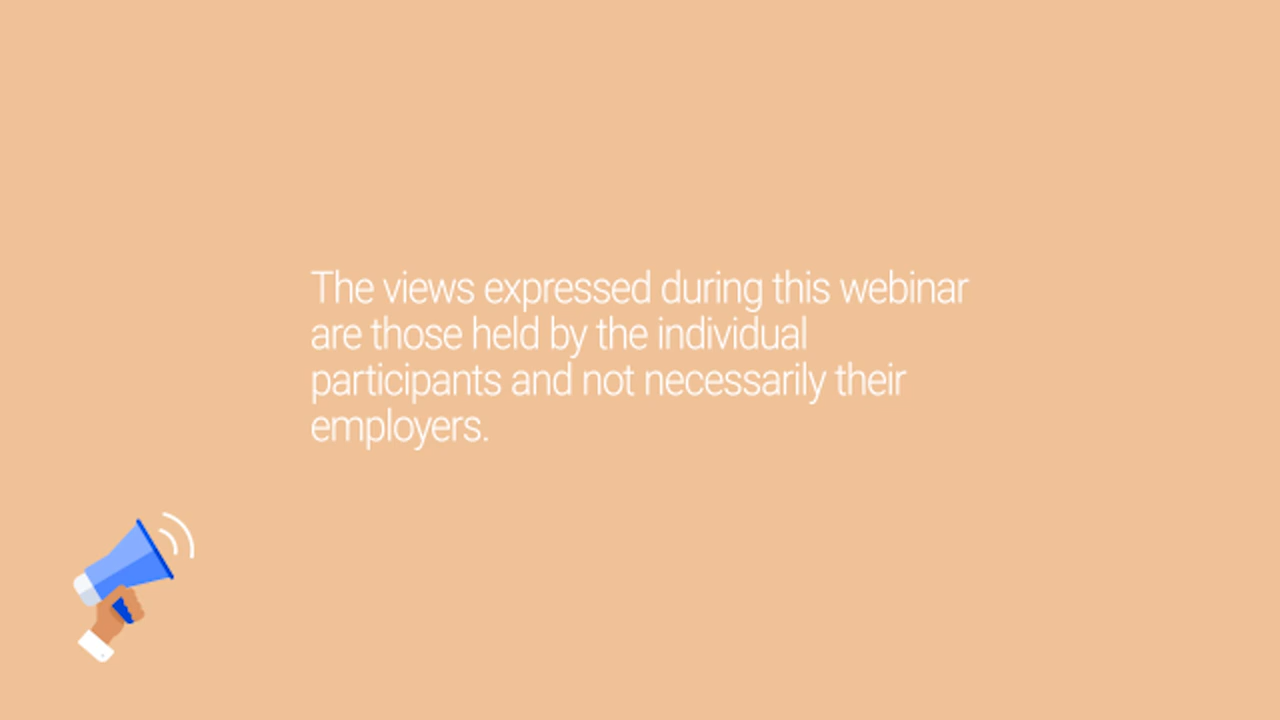 The views expressed during this webinar
are those held by the individual
participants and not necessarily their
employers.